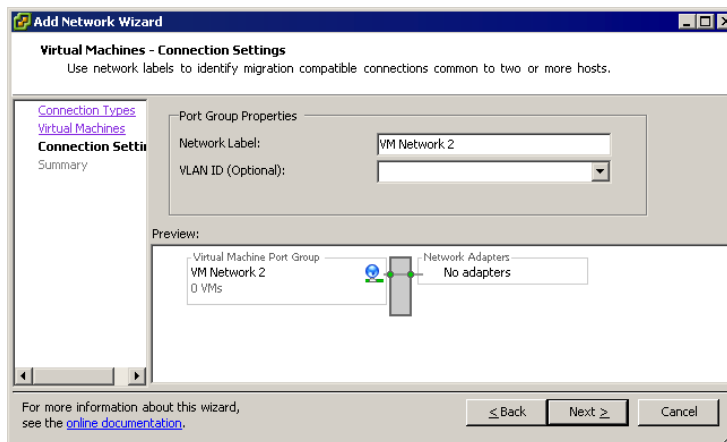 Add Network Wizard
Virtual Machines - Connection Settings
Use network labels to identify migration compatible connections common to two or more hosts.
Connection Types
Virtual Machines
Connection Settin
Summary
Port Group Properties
Network Label:
VM Network 2
VLAN ID (Optional):
Preview:
Virtual Machine Port Group
VM Network 2
0 VMs
Network Adapters
No adapters
For more information about this wizard,
see the online documentation.
< Back
Next >
Cancel